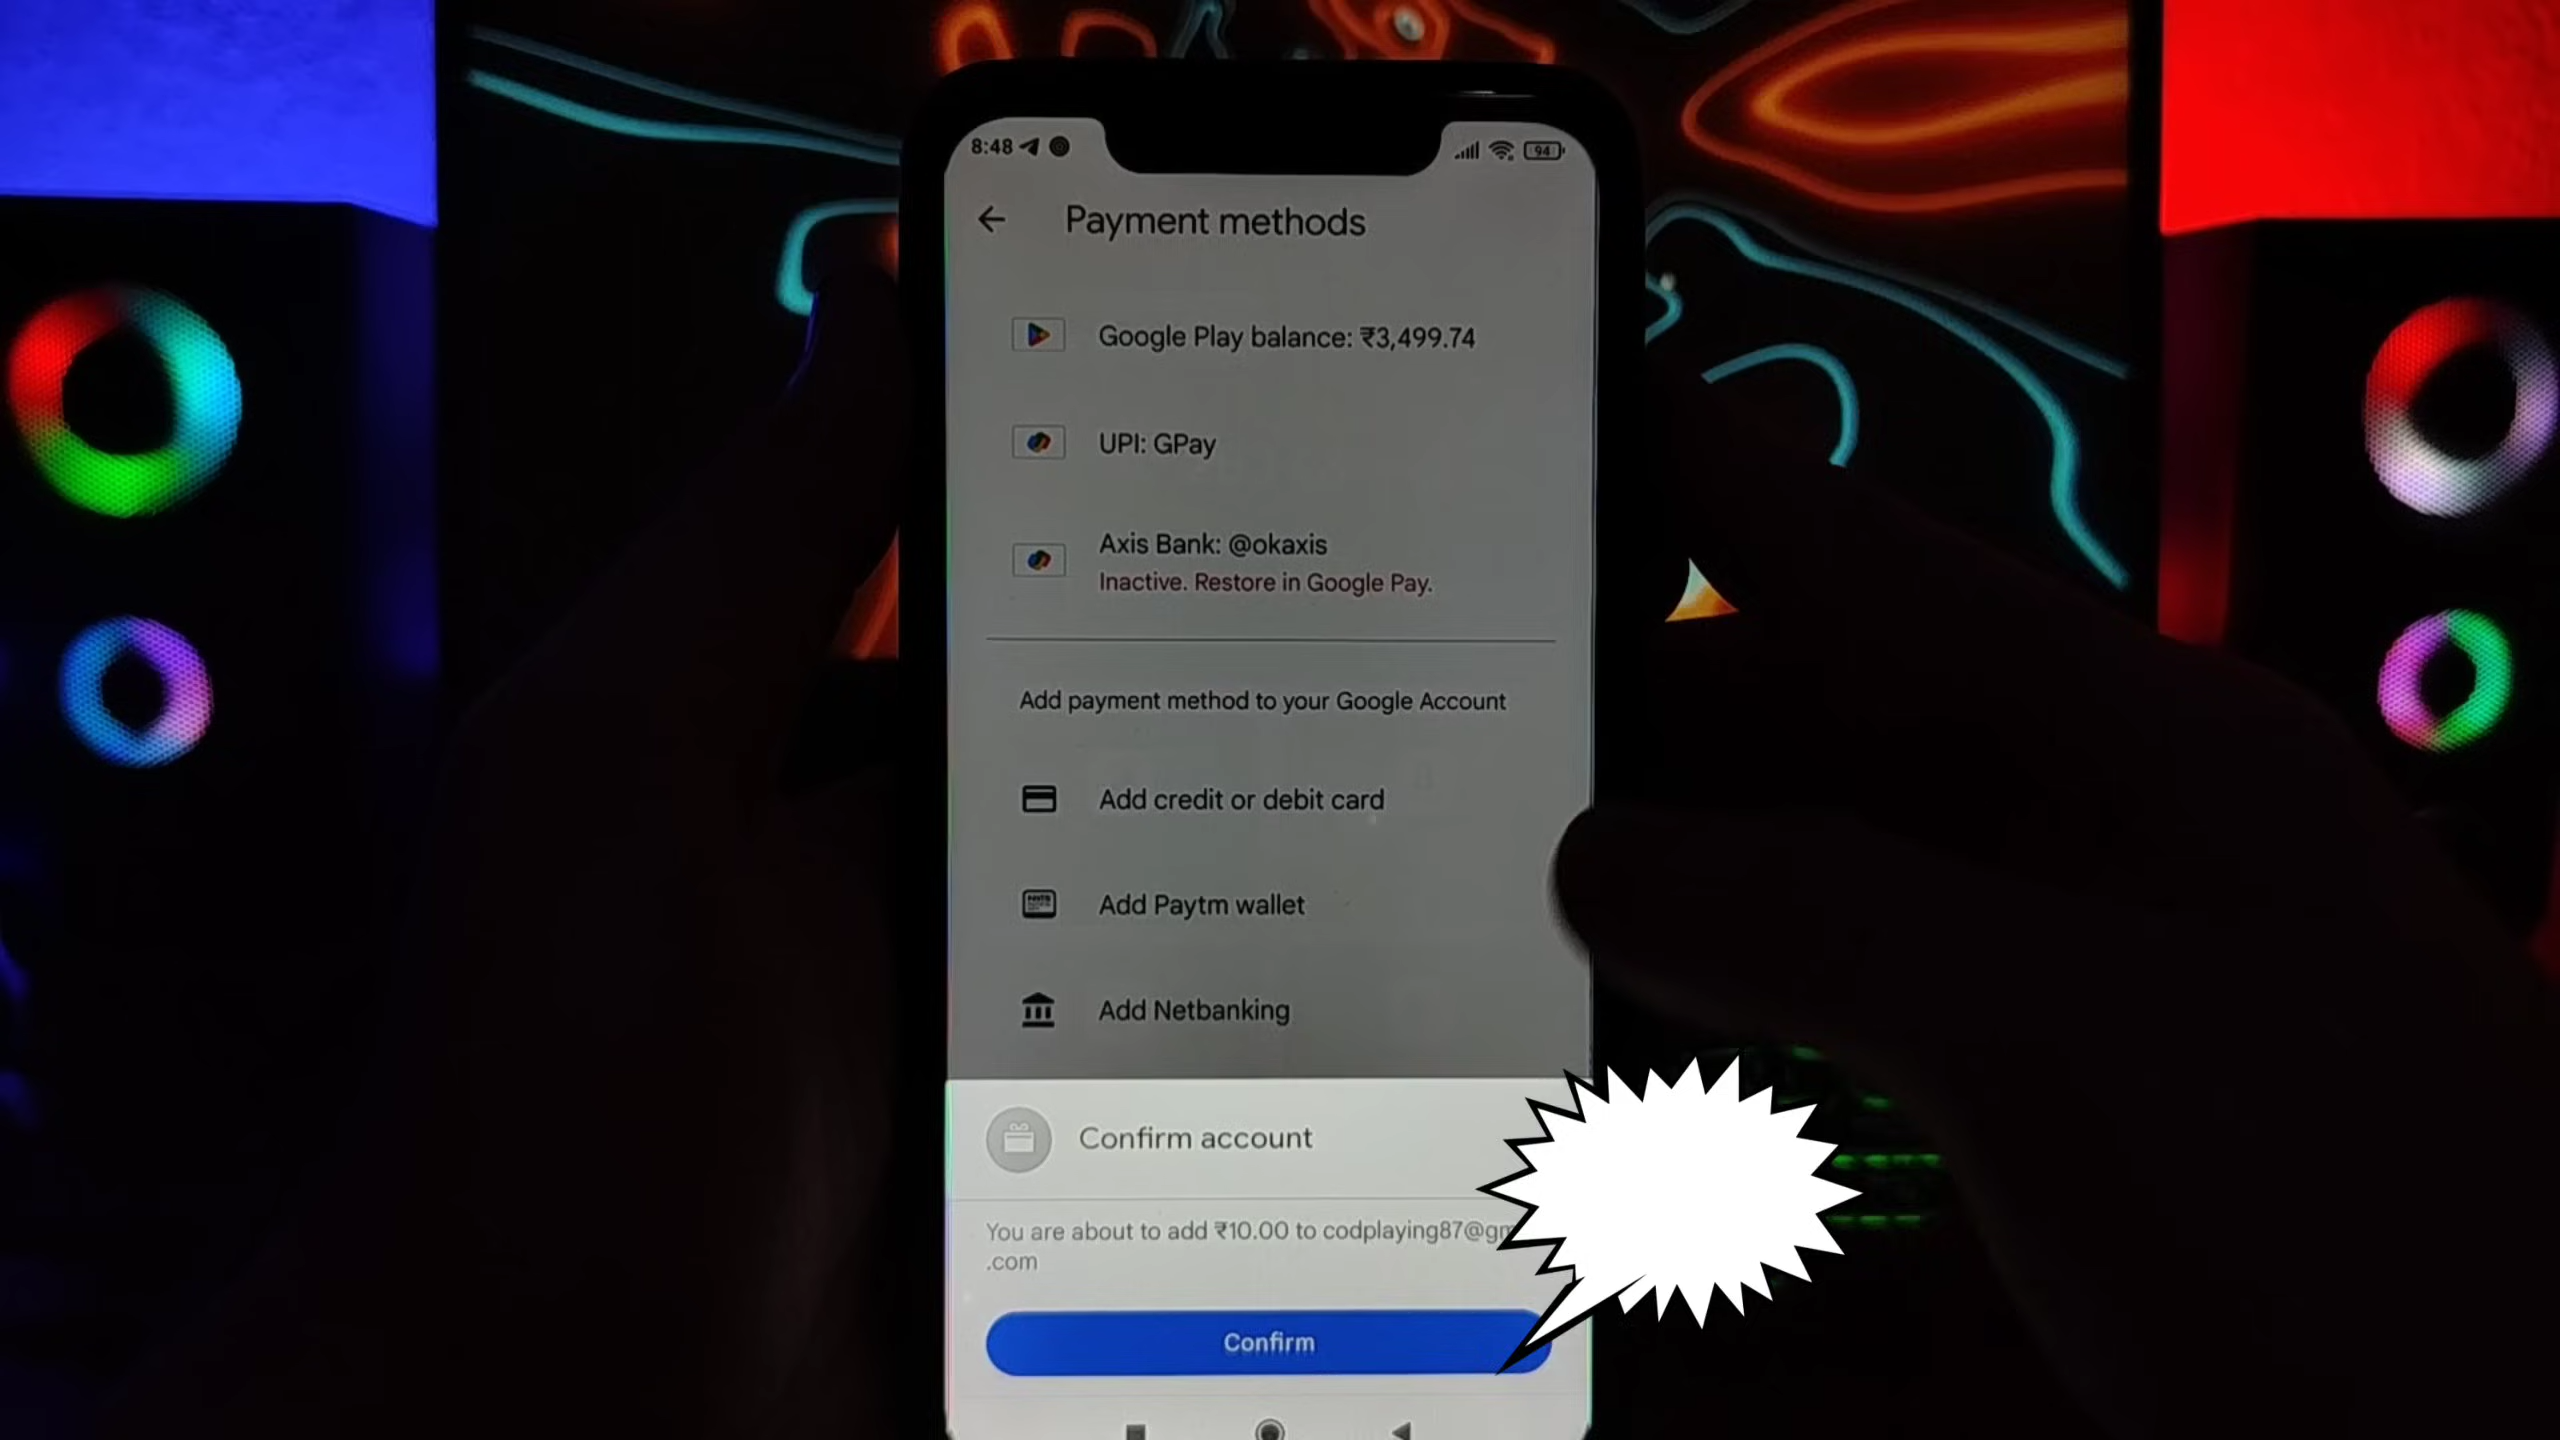 8:48
94
Payment methods
Google Play balance: ₹3,499.74
UPI: GPay
Axis Bank: @okaxis
Inactive. Restore in Google Pay.
Add payment method to your Google Account
Add credit or debit card
Add Paytm wallet
Add Netbanking
Confirm account
You are about to add ₹10.00 to codplaying87@gm
.com
Confirm